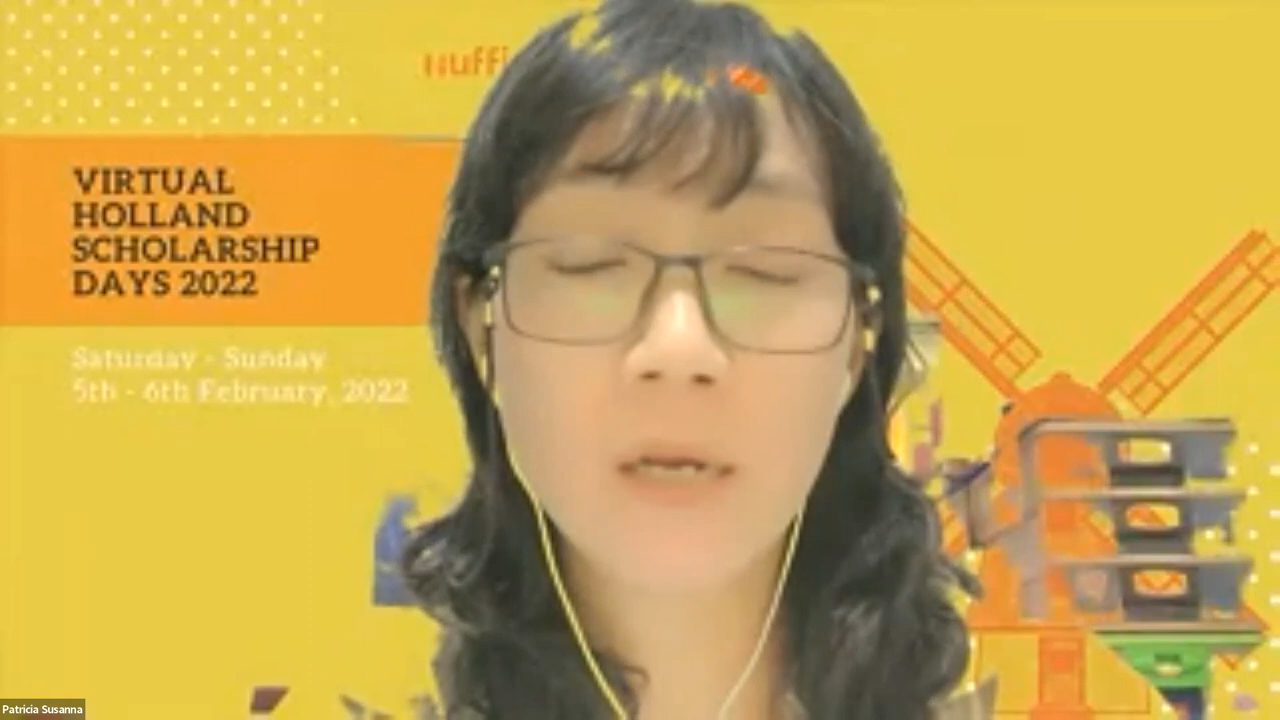 VIRTUAL
HOLLAND
SCHOLARSHIP
DAYS 2022
Saturday - Sunday
5th - 6th February, 2022
Patricia Susanna